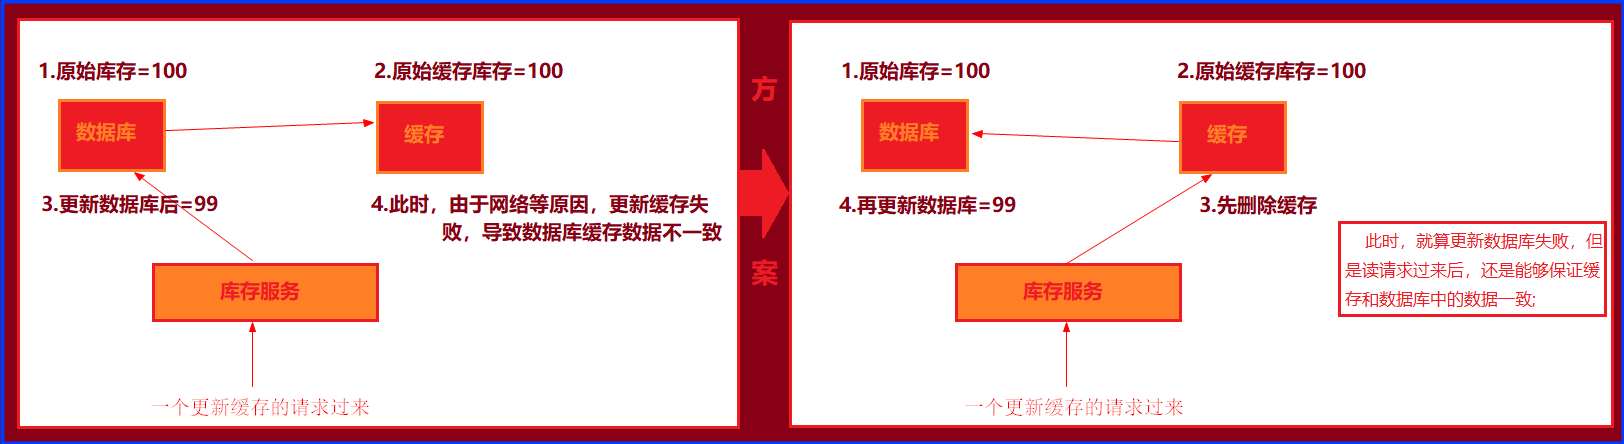 1.原始库存=100
2.原始缓存库存=100
数据库
缓存
3.更新数据库后=99
4.此时，由于网络等原因，更新缓存失
败，导致数据库缓存数据不一致
库存服务
一个更新缓存的请求过来
方
案
1.原始库存=100
2.原始缓存库存=100
数据库
缓存
4.再更新数据库=99
3.先删除缓存
此时，就算更新数据库失败，但
是读请求过来后，还是能够保证缓
存和数据库中的数据一致;
库存服务
一个更新缓存的请求过来